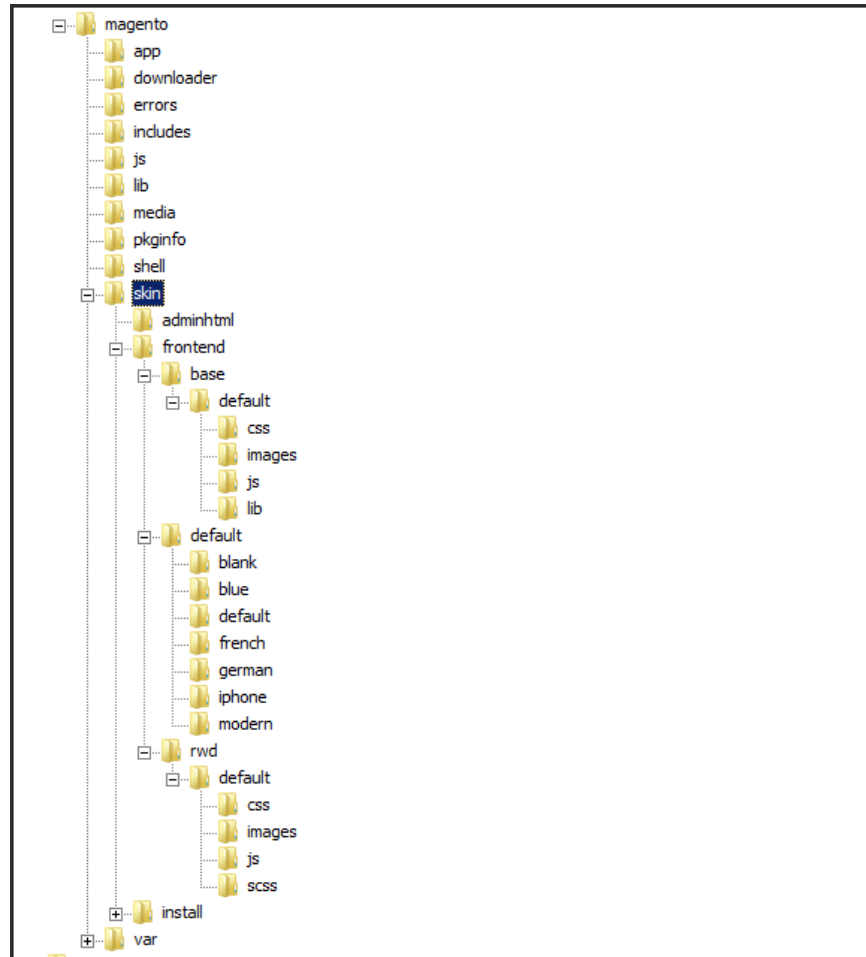 magento
app
downloader
errors
includes
js
lib
media
pkginfo
shell
skin
adminhtml
frontend
base
default
css
images
js
lib
default
blank
blue
default
french
german
iphone
modern
rwd
default
css
images
js
scss
install
var